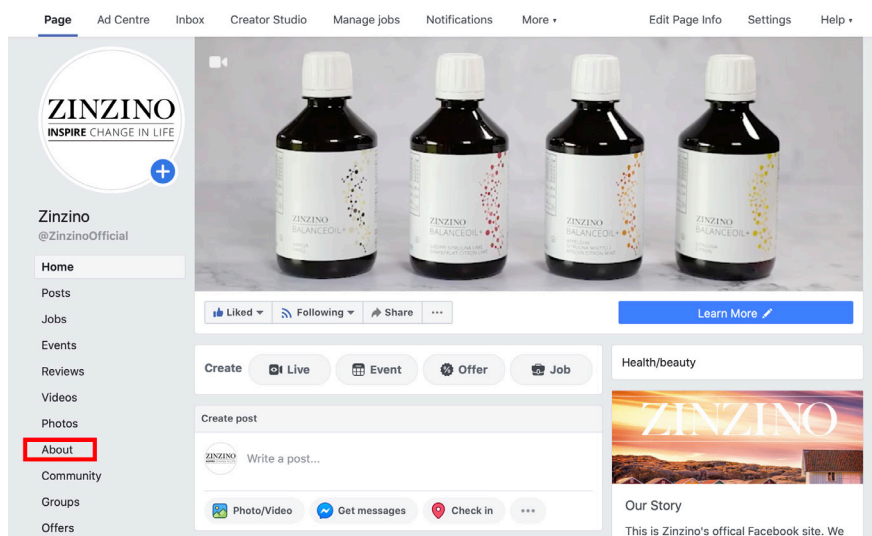 Page Ad Centre Inbox Creator Studio Manage jobs Notifications More Edit Page Info Settings Help
ZINZINO
INSPIRE CHANGE IN LIFE
Zinzino
@ZinzinoOfficial
Home
Posts
Jobs
Events
Reviews
Videos
Photos
About
Community
Groups
Offers
ZINZINO
BALANCEOIL+
ZINZINO
BALANCEOIL+
ZINZINO
BALANCEOIL+
ZINZINO
BALANCEOIL+
Liked Following Share ...
Learn More
Create Live Event Offer Job
Create post
ZINZINO
Write a post...
Photo/Video Get messages Check in ...
Health/beauty
ZINZINO
Our Story
This is Zinzino's offical Facebook site. We